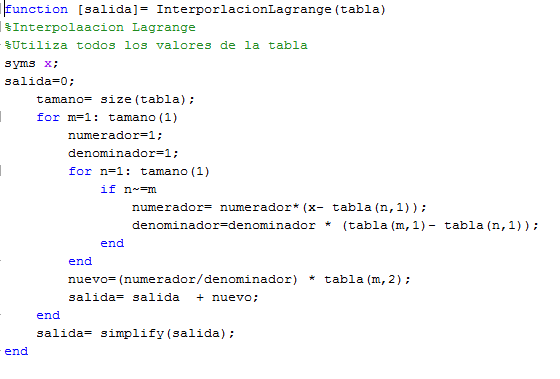 function [salida]= InterporlacionLagrange(tabla)
%Interpolaacion Lagrange
%Utiliza todos los valores de la tabla
syms x;
salida=0;
    tamano= size(tabla);
    for m=1: tamano(1)
        numerador=1;
        denominador=1;
        for n=1: tamano(1)
            if n~=m
                numerador= numerador*(x- tabla(n,1));
                denominador=denominador * (tabla(m,1)- tabla(n,1));
            end
        end
        nuevo=(numerador/denominador) * tabla(m,2);
        salida= salida  + nuevo;
    end
    salida= simplify(salida);
end